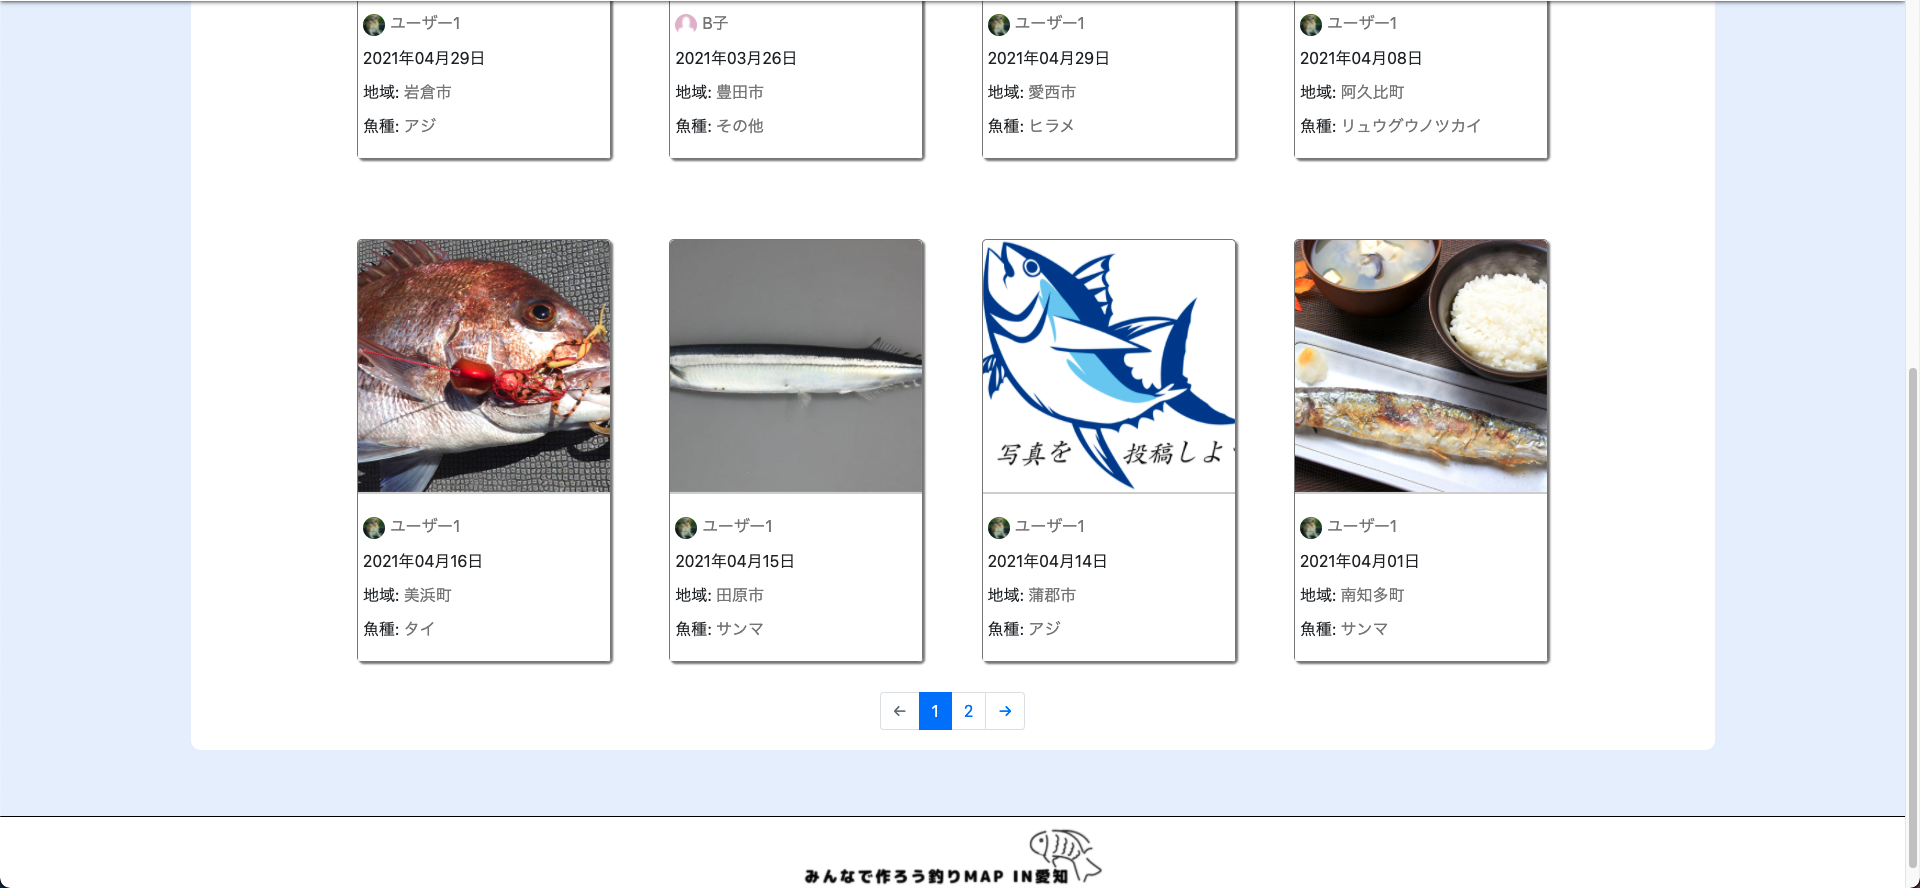 ユーザー1
2021年04月29日
地域: 岩倉市
魚種: アジ
B子
2021年03月26日
地域: 豊田市
魚種: その他
ユーザー1
2021年04月29日
地域: 愛西市
魚種: ヒラメ
ユーザー1
2021年04月08日
地域: 阿久比町
魚種: リュウグウノツカイ
ユーザー1
2021年04月16日
地域: 美浜町
魚種: タイ
ユーザー1
2021年04月15日
地域: 田原市
魚種: サンマ
写真を 投稿しよ
ユーザー1
2021年04月14日
地域: 蒲郡市
魚種: アジ
ユーザー1
2021年04月01日
地域: 南知多町
魚種: サンマ
← 1 2 →
みんなで作ろう釣りMAP IN愛知